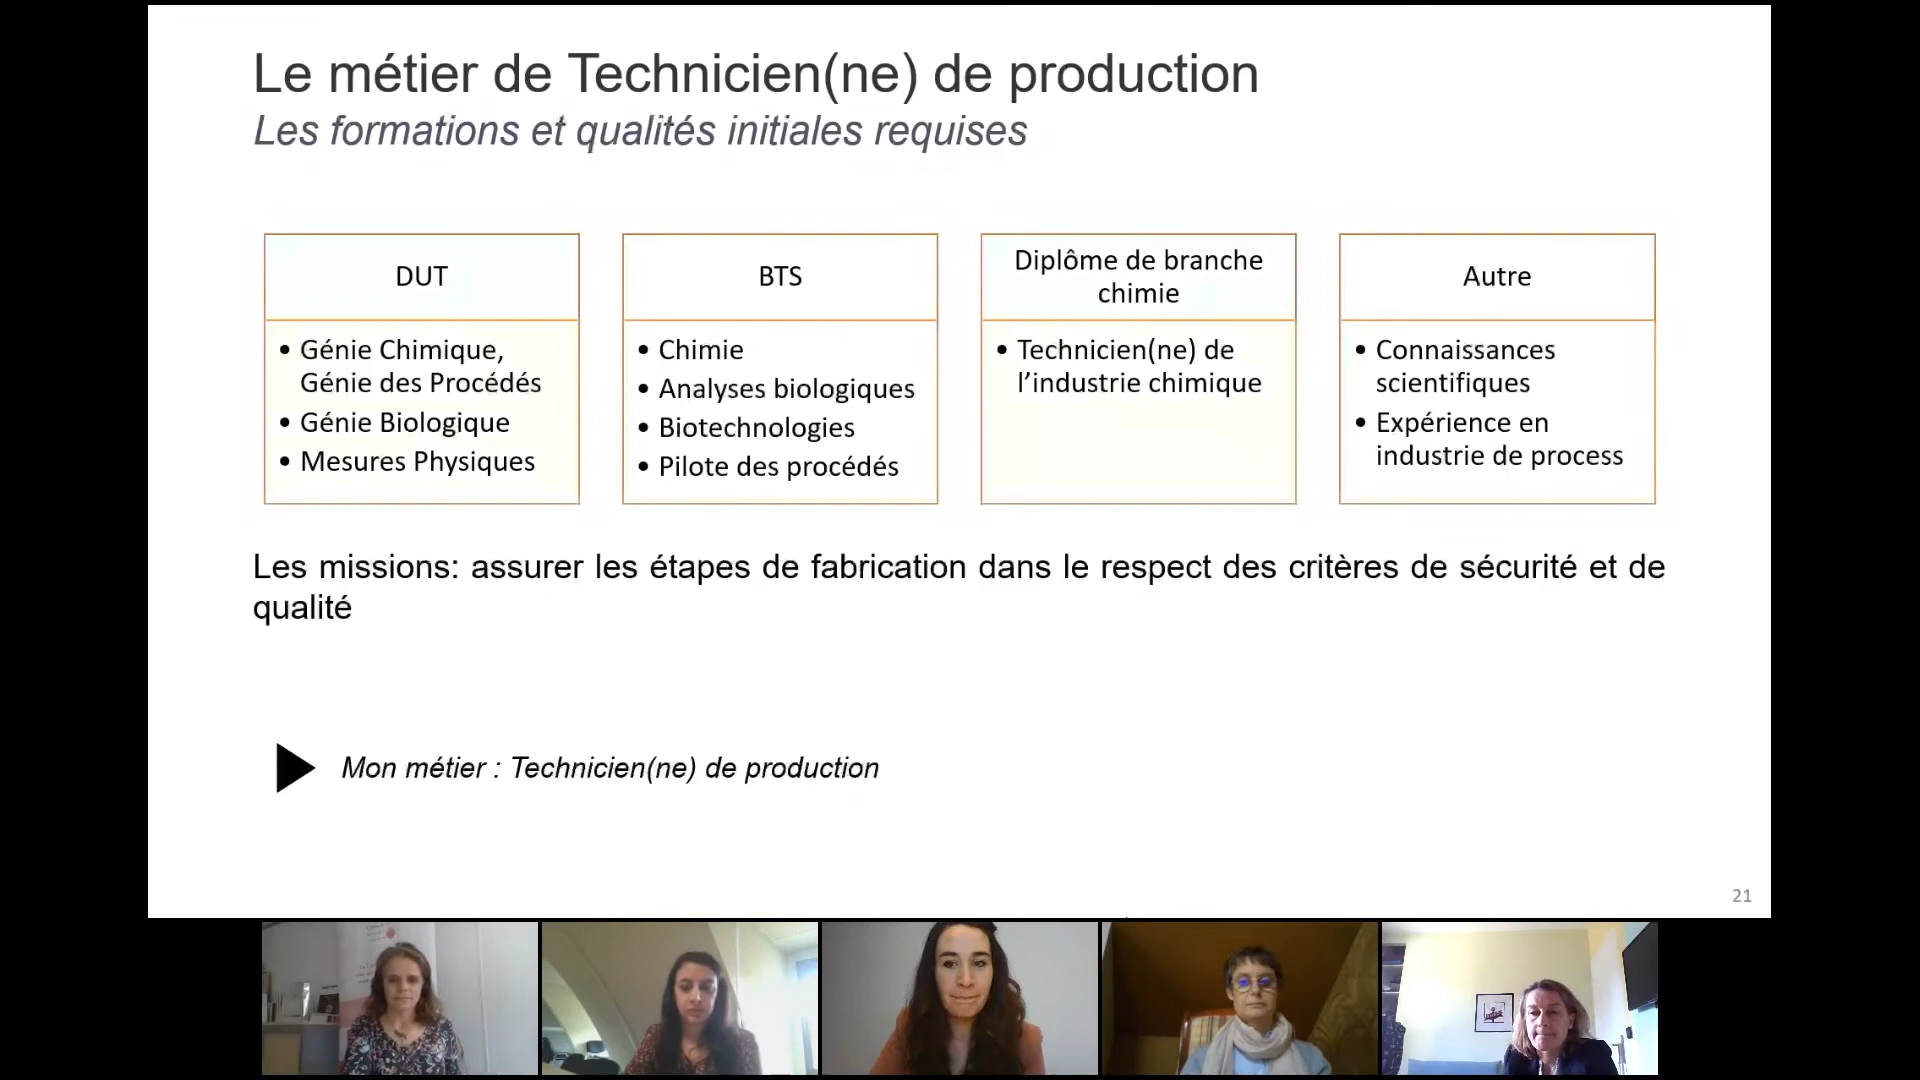 Le métier de Technicien(ne) de production
Les formations et qualités initiales requises
DUT
• Génie Chimique,
Génie des Procédés
• Génie Biologique
• Mesures Physiques
BTS
• Chimie
• Analyses biologiques
• Biotechnologies
• Pilote des procédés
Diplôme de branche
chimie
• Technicien(ne) de
l’industrie chimique
Autre
• Connaissances
scientifiques
• Expérience en
industrie de process
Les missions: assurer les étapes de fabrication dans le respect des critères de sécurité et de
qualité
Mon métier : Technicien(ne) de production
21